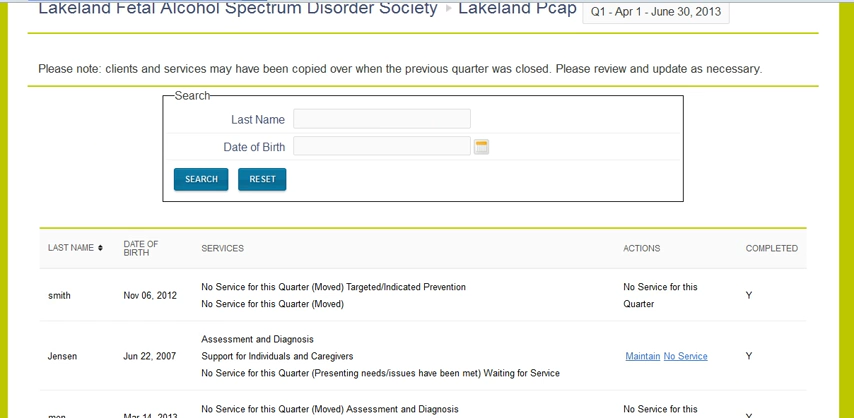 Lakeland Fetal Alcohol Spectrum Disorder Society ▸ Lakeland Pcap Q1 - Apr 1 - June 30, 2013
Please note: clients and services may have been copied over when the previous quarter was closed. Please review and update as necessary.
Search
Last Name
Date of Birth
SEARCH RESET
LAST NAME DATE OF BIRTH SERVICES ACTIONS COMPLETED
smith Nov 06, 2012 No Service for this Quarter (Moved) Targeted/Indicated Prevention No Service for this Quarter Y
No Service for this Quarter (Moved)
Assessment and Diagnosis
Jensen Jun 22, 2007 Support for Individuals and Caregivers Maintain No Service Y
No Service for this Quarter (Presenting needs/issues have been met) Waiting for Service
No Service for this Quarter (Moved) Assessment and Diagnosis No Service for this
Mar 14, 2013 Y